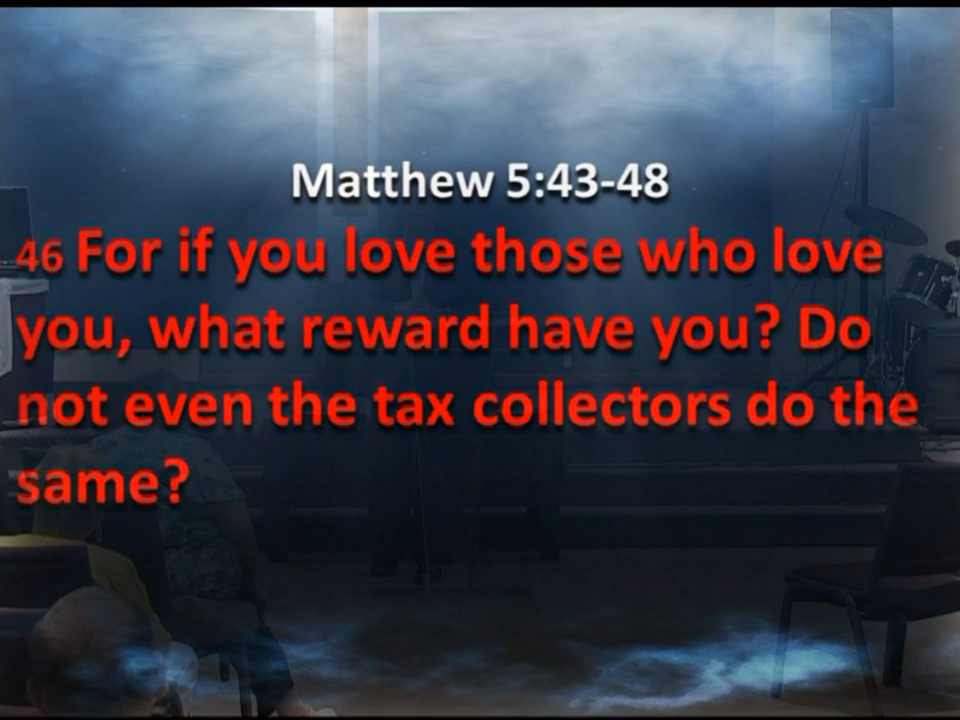 Matthew 5:43-48
46 For if you love those who love
you, what reward have you? Do
not even the tax collectors do the
same?